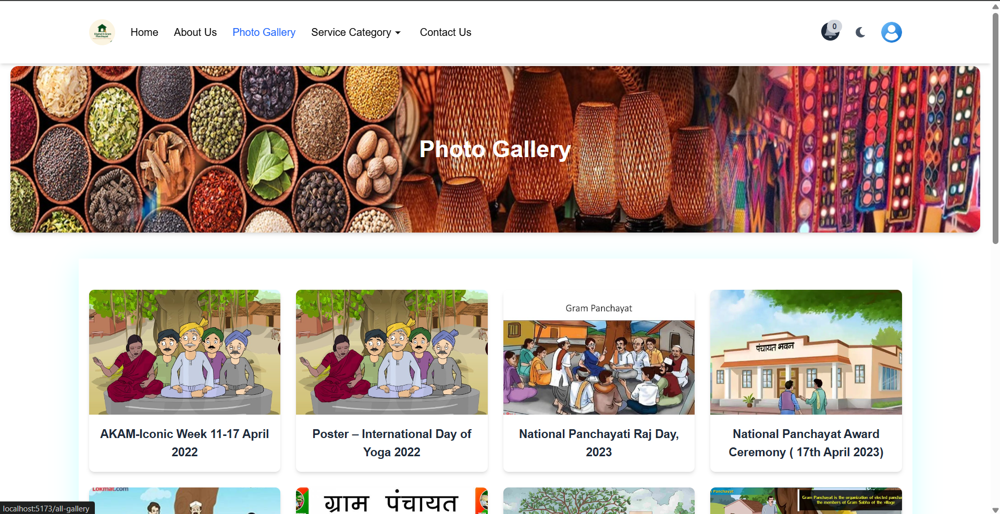 Digital E-Gram
Panchayat
Home
About Us
Photo Gallery
Service Category
Contact Us
0
Photo Gallery
Gram Panchayat
पंचायत भवन
AKAM-Iconic Week 11-17 April
2022
Poster – International Day of
Yoga 2022
National Panchayati Raj Day,
2023
National Panchayat Award
Ceremony ( 17th April 2023)
Lokmat.com
ग्राम पंचायत
Panchayat
Gram Panchayat is the organization of elected pancha
the members of Gram Sabha of the village
localhost:5173/all-gallery